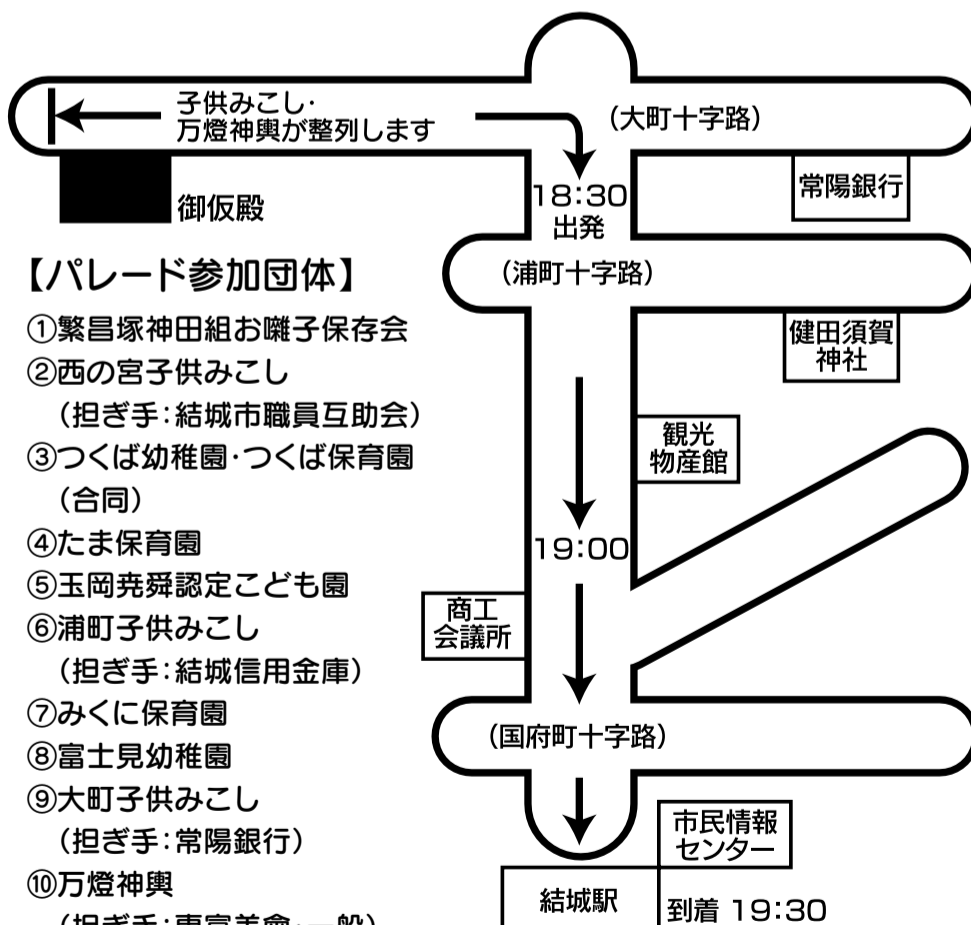 子供みこし・
万燈神輿が整列します
(大町十字路)
常陽銀行
御仮殿
18:30
出発
(浦町十字路)
健田須賀
神社
観光
物産館
19:00
商工
会議所
(国府町十字路)
市民情報
センター
結城駅
到着 19:30
【パレード参加団体】
①繁昌塚神田組お囃子保存会
②西の宮子供みこし
(担ぎ手:結城市職員互助会)
③つくば幼稚園・つくば保育園
(合同)
④たま保育園
⑤玉岡尭舜認定こども園
⑥浦町子供みこし
(担ぎ手:結城信用金庫)
⑦みくに保育園
⑧富士見幼稚園
⑨大町子供みこし
(担ぎ手:常陽銀行)
⑩万燈神輿